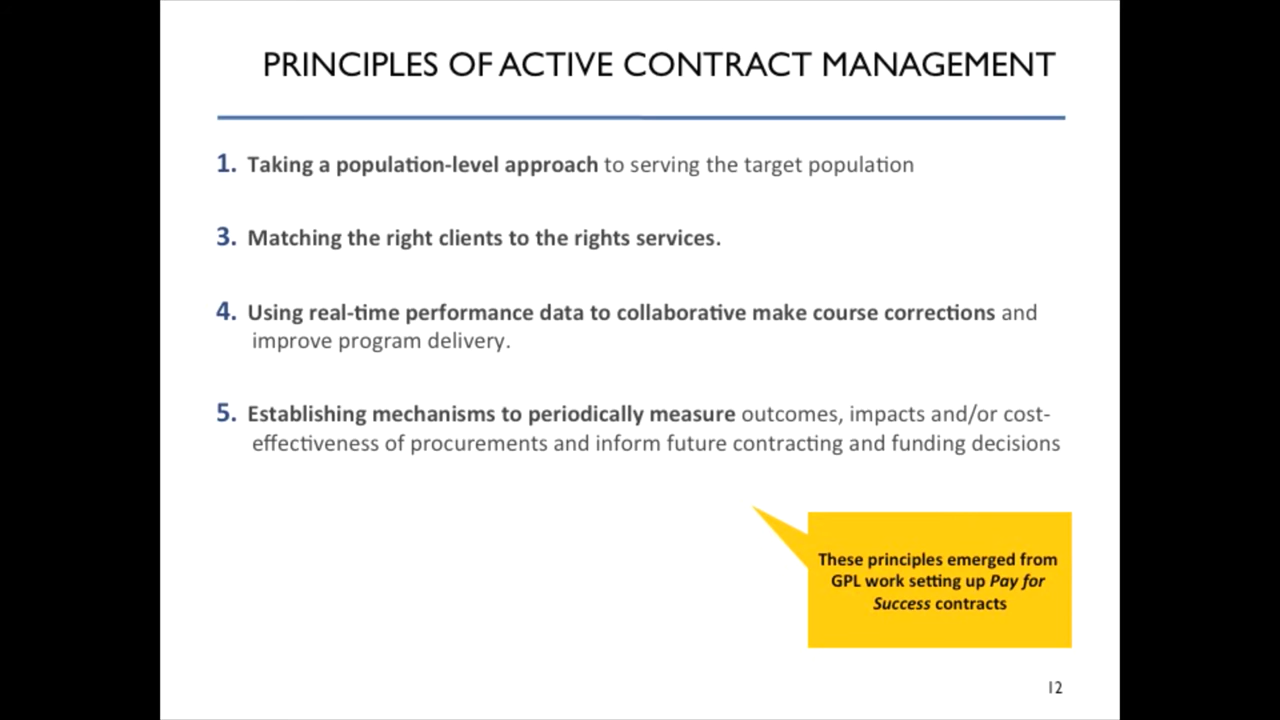 PRINCIPLES OF ACTIVE CONTRACT MANAGEMENT
1. Taking a population-level approach to serving the target population
3. Matching the right clients to the rights services.
4. Using real-time performance data to collaborative make course corrections and
improve program delivery.
5. Establishing mechanisms to periodically measure outcomes, impacts and/or cost-
effectiveness of procurements and inform future contracting and funding decisions
These principles emerged from
GPL work setting up Pay for
Success contracts
12